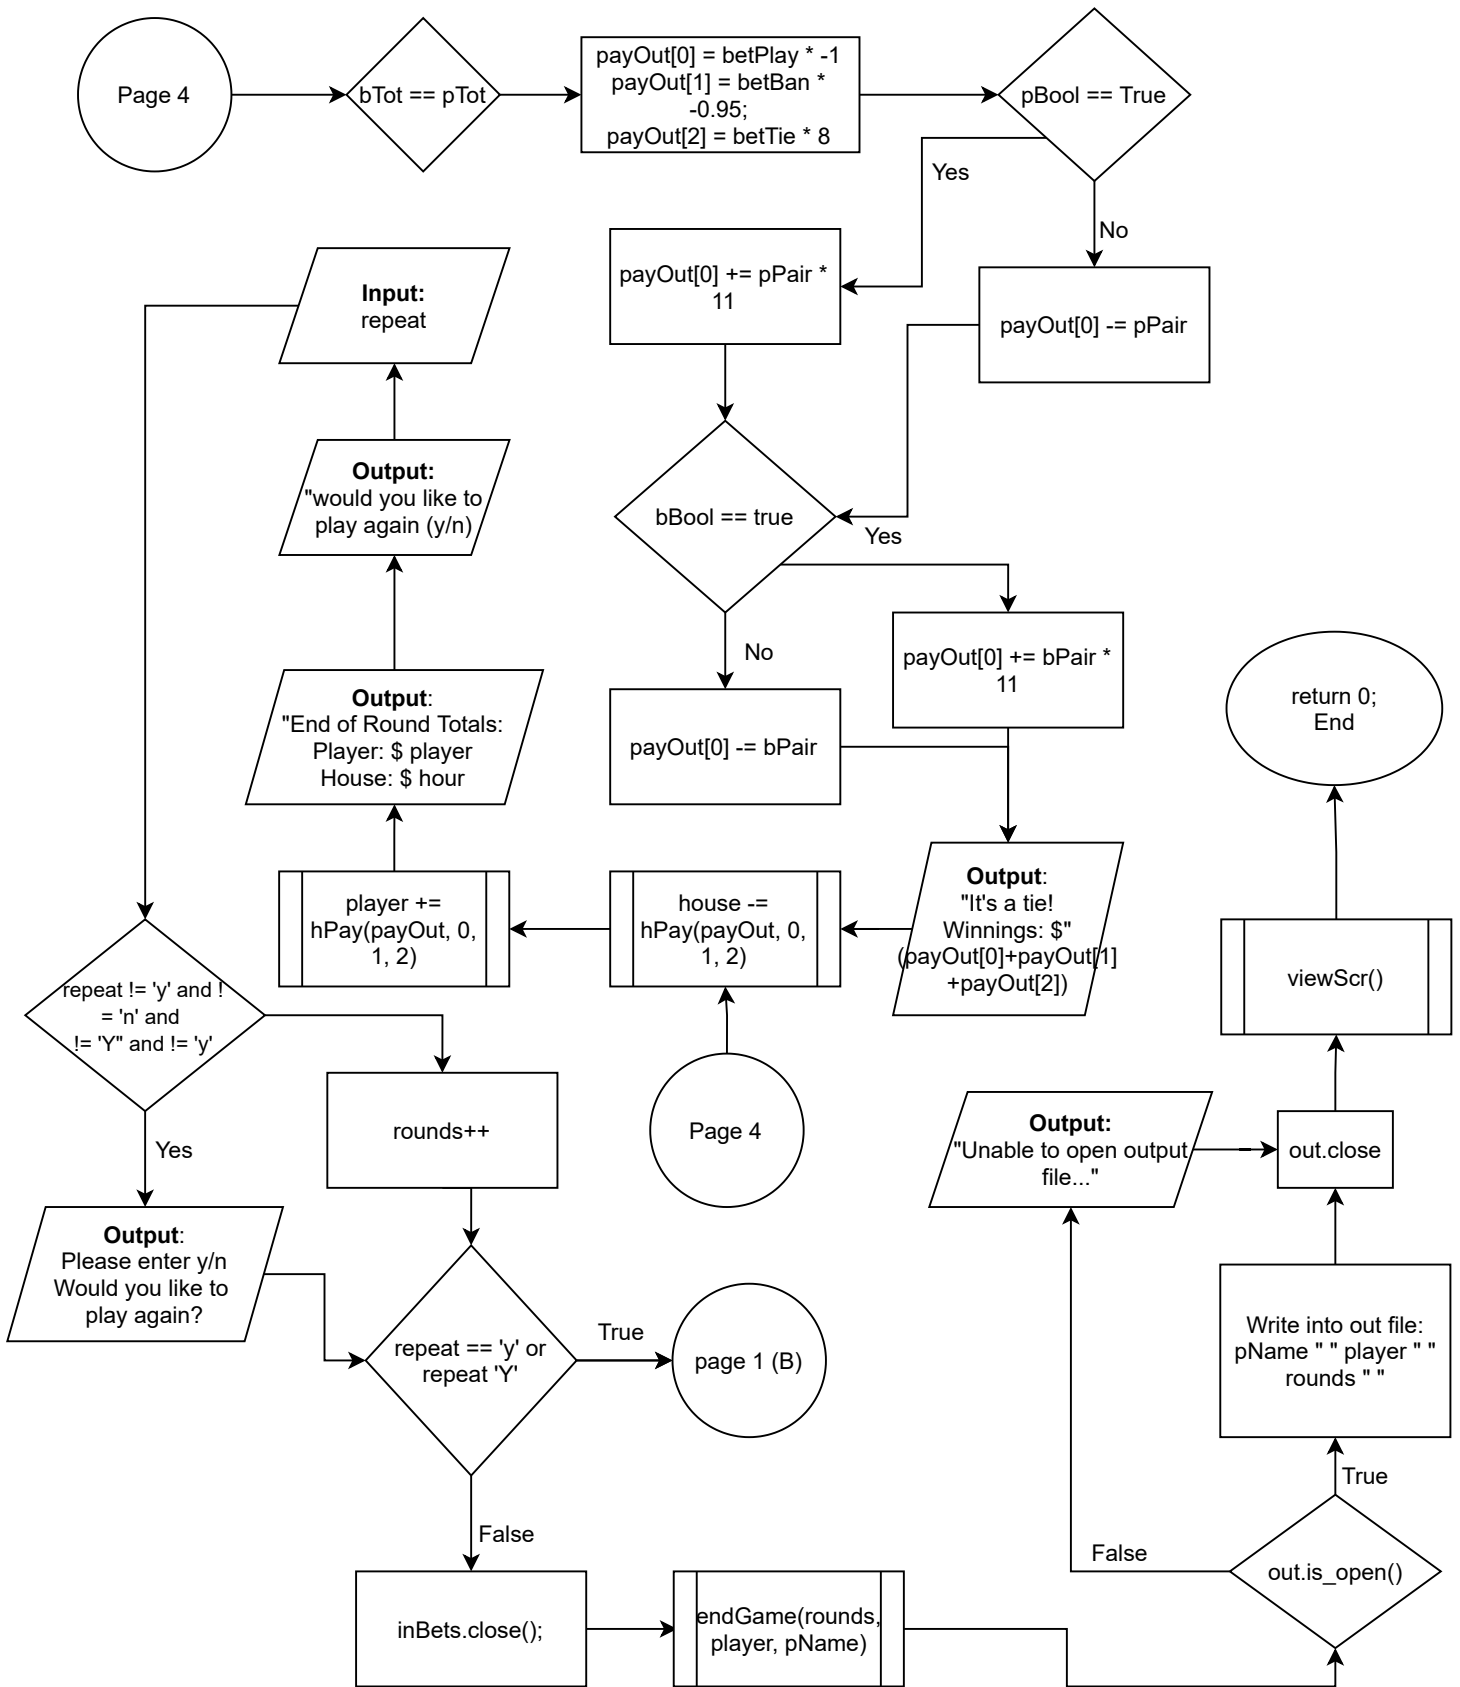 Page 4
bTot == pTot
payOut[0] = betPlay * -1
payOut[1] = betBan *
-0.95;
payOut[2] = betTie * 8
pBool == True
Yes
No
payOut[0] += pPair *
11
payOut[0] -= pPair
bBool == true
Yes
No
payOut[0] += bPair *
11
payOut[0] -= bPair
Output:
"It's a tie!
Winnings: $"
(payOut[0]+payOut[1]
+payOut[2])
house -=
hPay(payOut, 0,
1, 2)
Page 4
player +=
hPay(payOut, 0,
1, 2)
Output:
"End of Round Totals:
Player: $ player
House: $ hour
Output:
"would you like to
play again (y/n)
Input:
repeat
repeat != 'y' and !
= 'n' and
!= 'Y" and != 'y'
Yes
Output:
Please enter y/n
Would you like to
play again?
rounds++
repeat == 'y' or
repeat 'Y'
True
page 1 (B)
False
inBets.close();
endGame(rounds,
player, pName)
out.is_open()
False
True
Output:
"Unable to open output
file..."
Write into out file:
pName " " player " "
rounds " "
out.close
viewScr()
return 0;
End